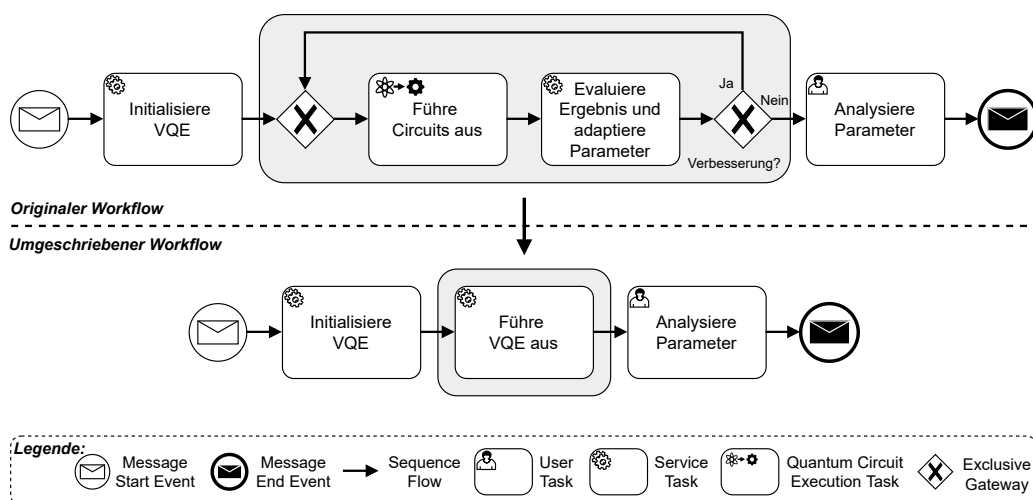 Initialisiere
VQE
Führe
Circuits aus
Evaluiere
Ergebnis und
adaptiere
Parameter
Ja
Nein
Verbesserung?
Analysiere
Parameter
Originaler Workflow
Umgeschriebener Workflow
Initialisiere
VQE
Führe
VQE aus
Analysiere
Parameter
Legende:
Message
Start Event
Message
End Event
Sequence
Flow
User
Task
Service
Task
Quantum Circuit
Execution Task
Exclusive
Gateway